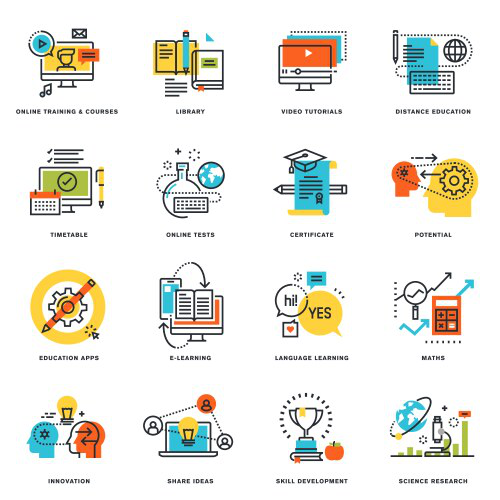 ONLINE TRAINING & COURSES
LIBRARY
VIDEO TUTORIALS
DISTANCE EDUCATION
TIMETABLE
ONLINE TESTS
CERTIFICATE
POTENTIAL
EDUCATION APPS
E-LEARNING
hi!
YES
LANGUAGE LEARNING
MATHS
INNOVATION
SHARE IDEAS
SKILL DEVELOPMENT
SCIENCE RESEARCH